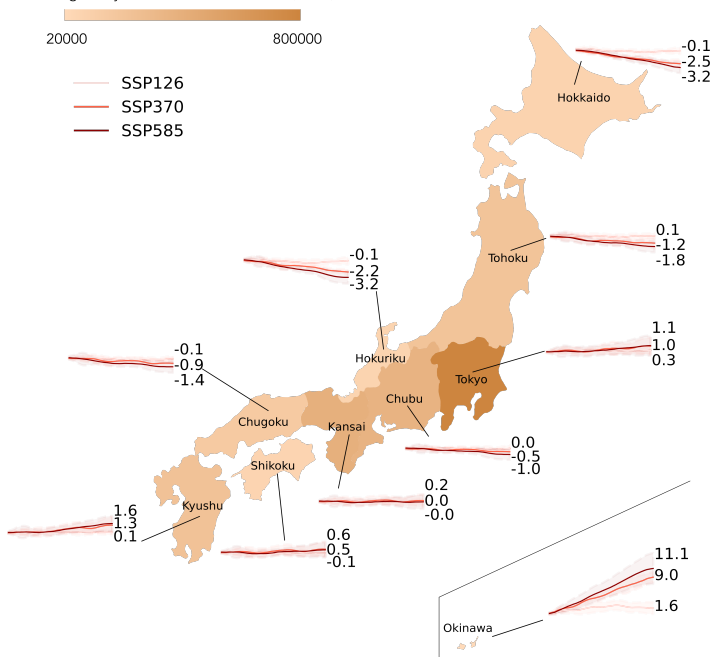 20000 800000
SSP126
SSP370
SSP585
-0.1
-2.5
-3.2
Hokkaido
0.1
-1.2
-1.8
Tohoku
-0.1
-2.2
-3.2
Hokuriku
1.1
1.0
0.3
Tokyo
-0.1
-0.9
-1.4
Chugoku
Chubu
0.0
-0.5
-1.0
Kansai
0.2
0.0
-0.0
Shikoku
0.6
0.5
-0.1
Kyushu
1.6
1.3
0.1
Okinawa
11.1
9.0
1.6